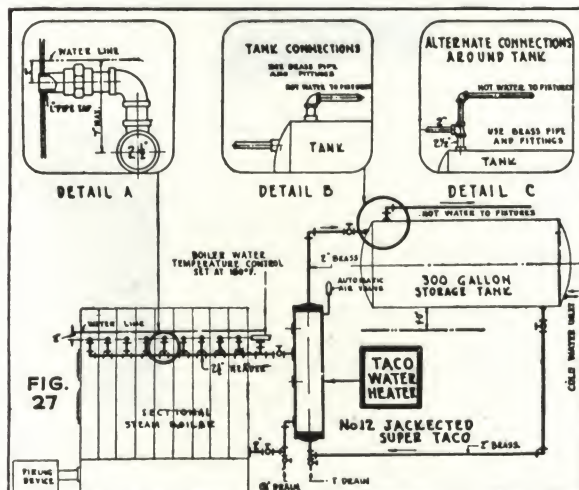 WATER LINE
1" PIPE TAP
7" MAX.
2½"
DETAIL A
TANK CONNECTIONS
USE BRASS PIPE
AND FITTINGS
HOT WATER TO FIXTURES
TANK
DETAIL B
ALTERNATE CONNECTIONS
AROUND TANK
HOT WATER TO FIXTURES
2"
2½"
USE BRASS PIPE
AND FITTINGS
TANK
DETAIL C
HOT WATER TO FIXTURES
BOILER WATER
TEMPERATURE CONTROL
SET AT 180°F.
2" BRASS
AUTOMATIC
AIR VALVE
300 GALLON
STORAGE TANK
COLD WATER INLET
WATER LINE
2½" HEADER
FIG.
27
SECTIONAL
STEAM BOILER
TACO
WATER
HEATER
No.12 JACKECTED
SUPER TACO
2" BRASS
FIRING
DEVICE
DRAIN
1" DRAIN